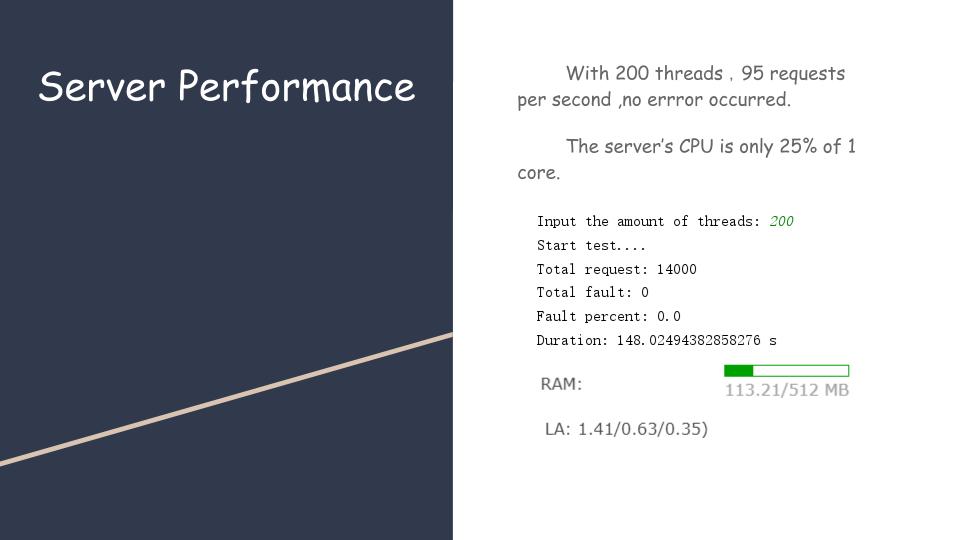 Server Performance
With 200 threads , 95 requests
per second ,no errror occurred.
The server's CPU is only 25% of 1
core.
Input the amount of threads: 200
Start test....
Total request: 14000
Total fault: 0
Fault percent: 0.0
Duration: 148.02494382858276 s
RAM:
113.21/512 MB
LA: 1.41/0.63/0.35)